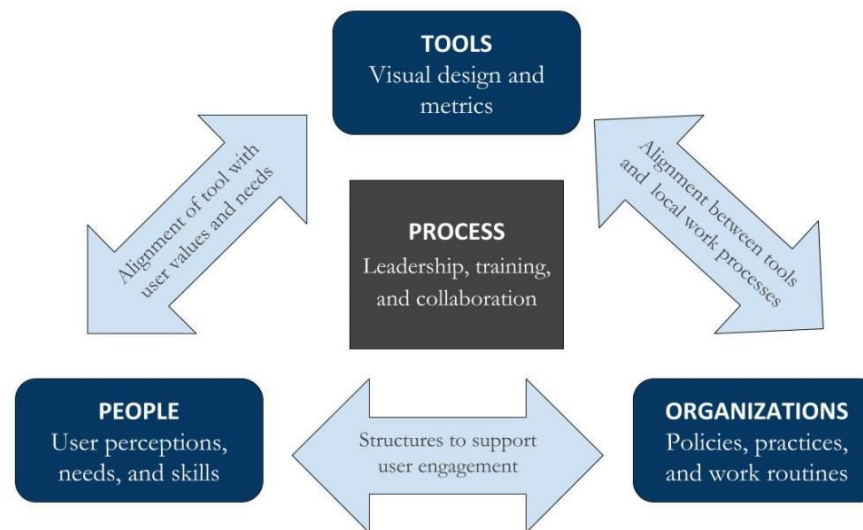 TOOLS
Visual design and
metrics
Alignment of tool with
user values and needs
Alignment between tools
and local work processes
PROCESS
Leadership, training,
and collaboration
PEOPLE
User perceptions,
needs, and skills
Structures to support
user engagement
ORGANIZATIONS
Policies, practices,
and work routines